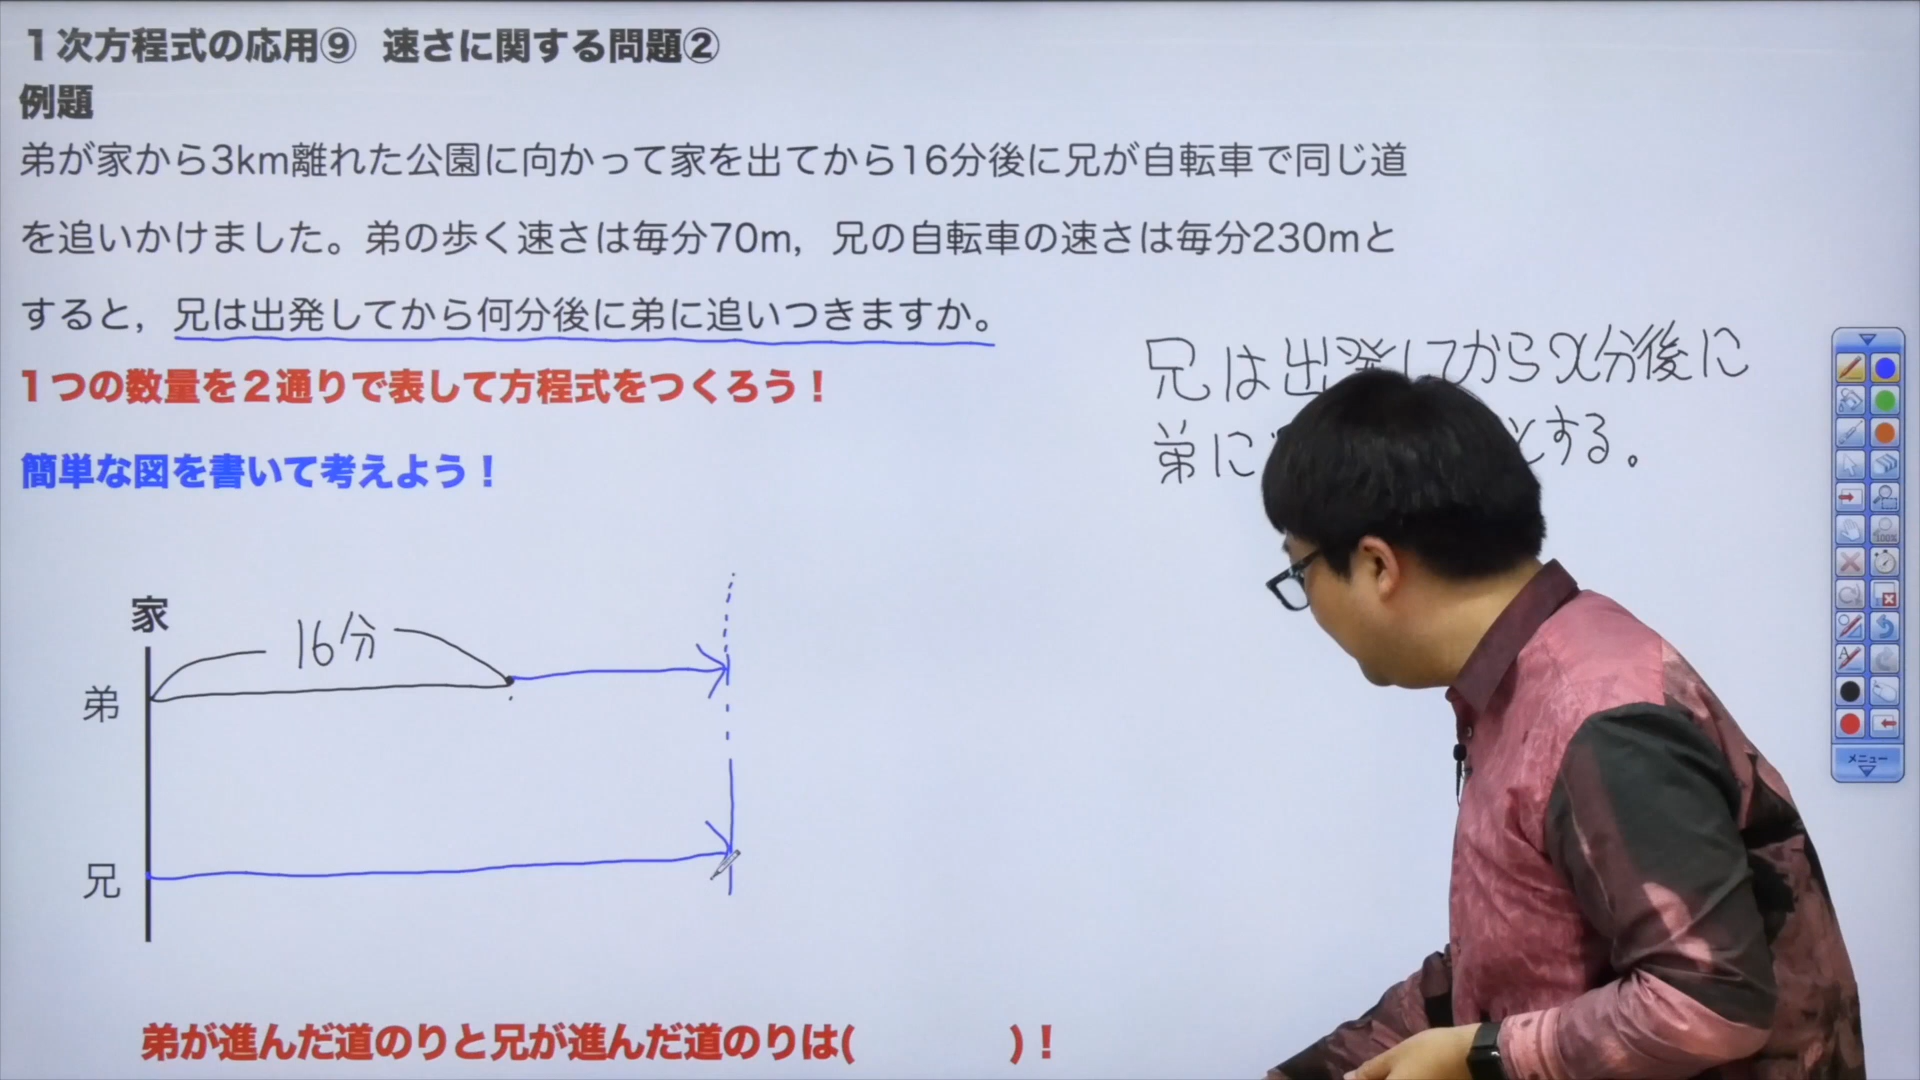 １次方程式の応用⑨ 速さに関する問題②
例題
弟が家から3km離れた公園に向かって家を出てから16分後に兄が自転車で同じ道
を追いかけました。弟の歩く速さは毎分70m，兄の自転車の速さは毎分230mと
すると，兄は出発してから何分後に弟に追いつきますか。
１つの数量を２通りで表して方程式をつくろう！
簡単な図を書いて考えよう！
兄は出発してからx分後に
弟に とする。
家
16分
弟
兄
弟が進んだ道のりと兄が進んだ道のりは( )！
100%
メニュー